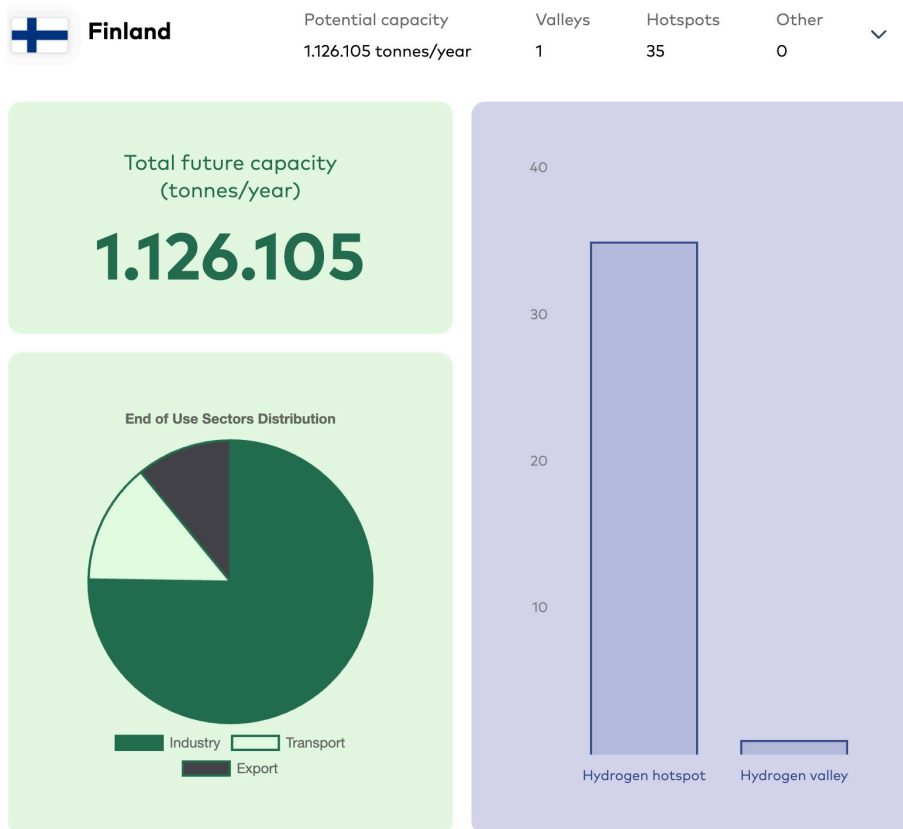 Finland
Potential capacity
1.126.105 tonnes/year
Valleys
1
Hotspots
35
Other
0
Total future capacity
(tonnes/year)
1.126.105
End of Use Sectors Distribution
Industry
Transport
Export
40
30
20
10
Hydrogen hotspot
Hydrogen valley